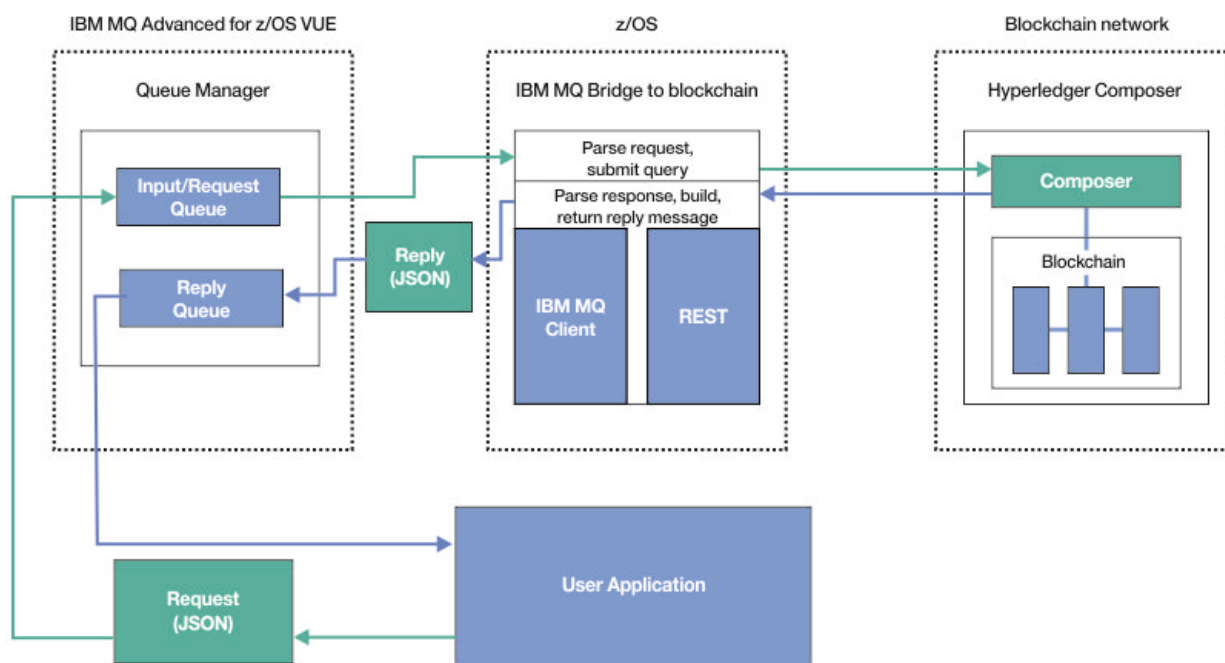 IBM MQ Advanced for z/OS VUE
z/OS
Blockchain network
Queue Manager
IBM MQ Bridge to blockchain
Hyperledger Composer
Input/Request
Queue
Parse request,
submit query
Composer
Parse response, build,
return reply message
Reply
(JSON)
Reply
Queue
IBM MQ
Client
REST
Blockchain
User Application
Request
(JSON)